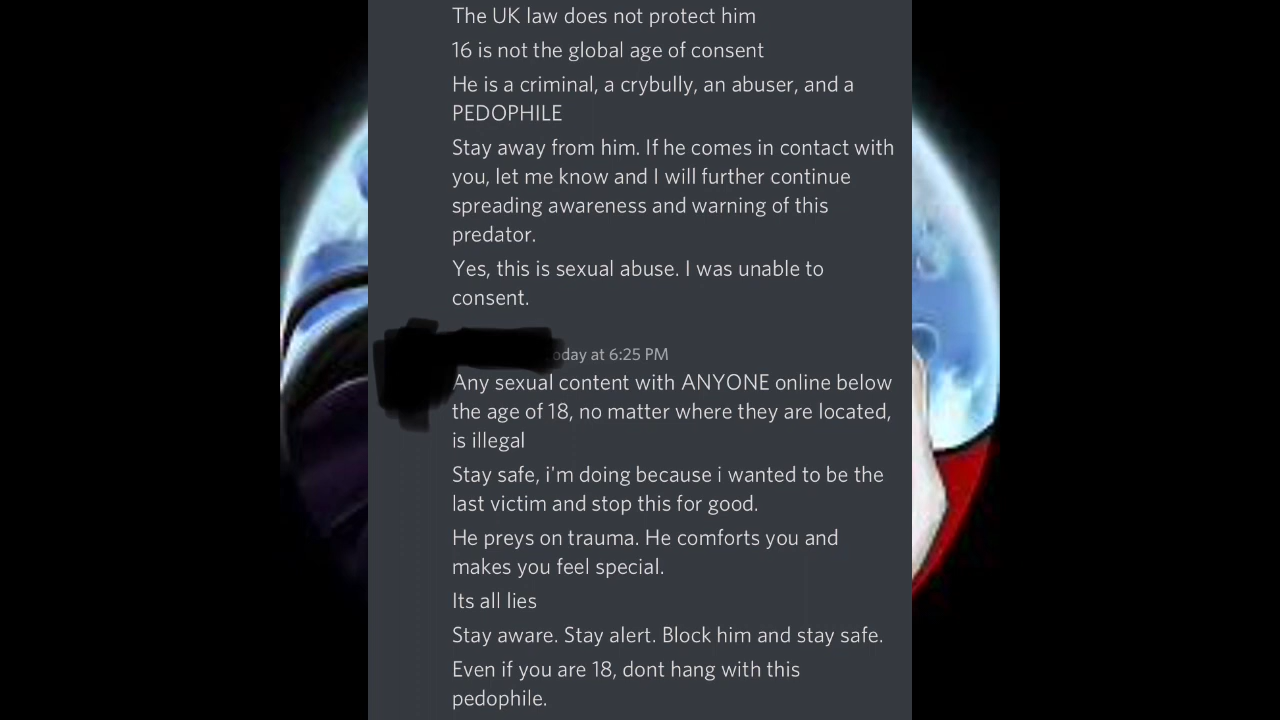 The UK law does not protect him
16 is not the global age of consent
He is a criminal, a crybully, an abuser, and a
PEDOPHILE
Stay away from him. If he comes in contact with
you, let me know and I will further continue
spreading awareness and warning of this
predator.
Yes, this is sexual abuse. I was unable to
consent.
oday at 6:25 PM
Any sexual content with ANYONE online below
the age of 18, no matter where they are located,
is illegal
Stay safe, i'm doing because i wanted to be the
last victim and stop this for good.
He preys on trauma. He comforts you and
makes you feel special.
Its all lies
Stay aware. Stay alert. Block him and stay safe.
Even if you are 18, dont hang with this
pedophile.